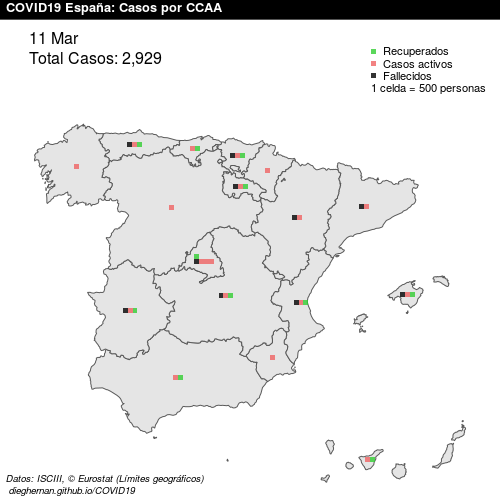 COVID19 España: Casos por CCAA
11 Mar
Total Casos: 2,929
Recuperados
Casos activos
Fallecidos
1 celda = 500 personas
Datos: ISCIII, © Eurostat (Límites geográficos)
dieghernan.github.io/COVID19